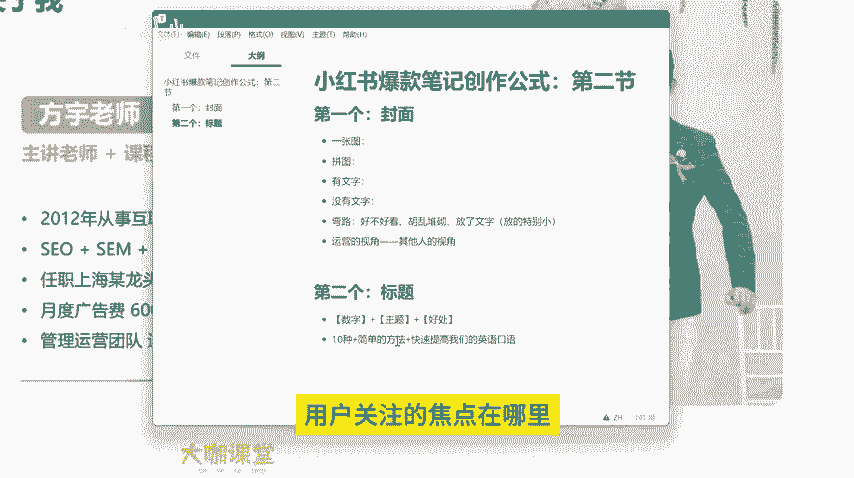 方宇老师
主讲老师 + 课程
2012年从事互联
SEO + SEM +
任职上海某龙头
月度广告费 600
管理运营团队
文件(F) 编辑(E) 段落(P) 格式(O) 视图(V) 主题(T) 帮助(H)
文件 大纲
小红书爆款笔记创作公式：第二
节
第一个：封面
第二个：标题
小红书爆款笔记创作公式：第二节
第一个：封面
一张图：
拼图：
有文字：
没有文字：
弯路：好不好看、胡乱堆砌、放了文字（放的特别小）
运营的视角----其他人的视角
第二个：标题
【数字】+【主题】+【好处】
10种+简单的方法+快速提高我们的英语口语
ZH
用户关注的焦点在哪里
大咖课堂